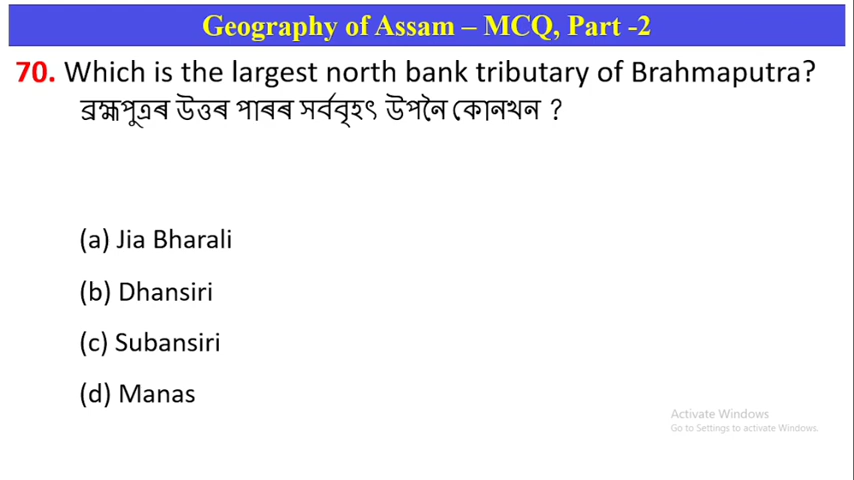 Geography of Assam – MCQ, Part -2
70. Which is the largest north bank tributary of Brahmaputra?
ব্ৰহ্মপুত্ৰৰ উত্তৰ পাৰৰ সৰ্ববৃহৎ উপনৈ কোনখন ?
(a) Jia Bharali
(b) Dhansiri
(c) Subansiri
(d) Manas
Activate Windows
Go to Settings to activate Windows.